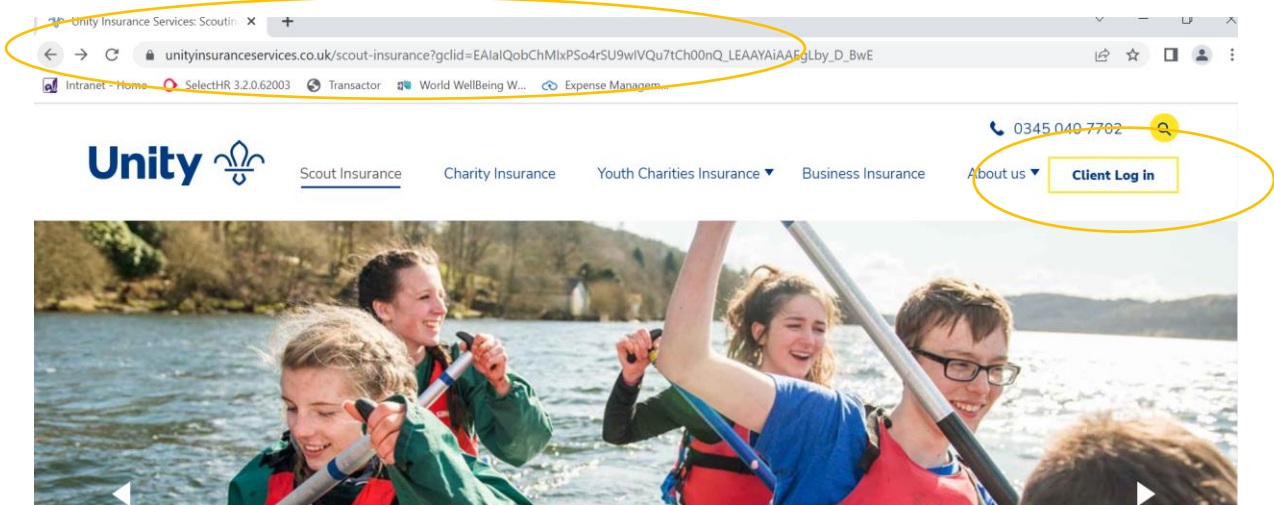 Unity Insurance Services: Scoutin
unityinsuranceservices.co.uk/scout-insurance?gclid=EAIaIQobChMIxPSo4rSU9wIVQu7tCh00nQ_LEAAYAiAAEgLby_D_BwE
Intranet - Home SelectHR 3.2.0.62003 Transactor World WellBeing W... Expense Managem...
0345 040 7702
Unity
Scout Insurance Charity Insurance Youth Charities Insurance ▼ Business Insurance About us ▼ Client Log in